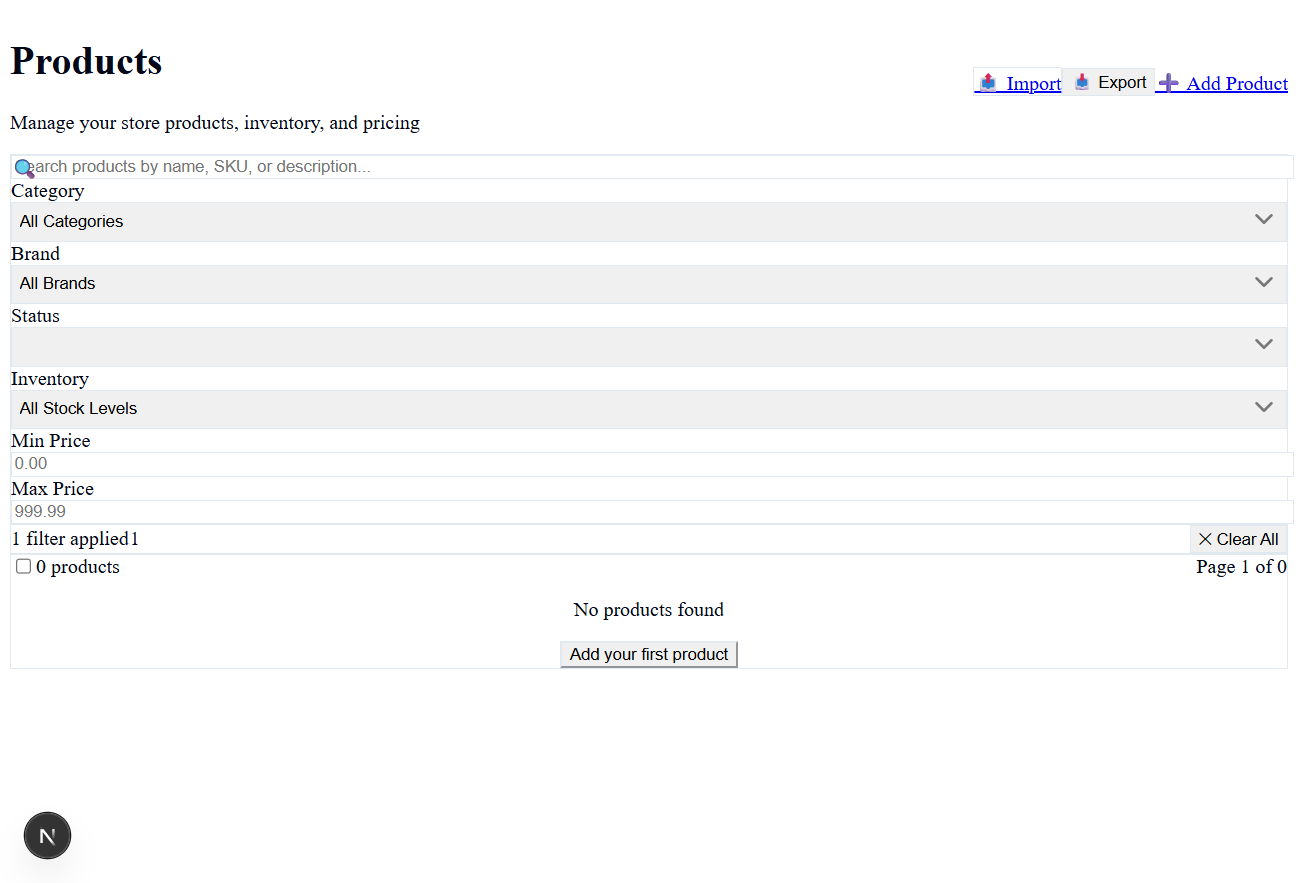 Products
Import Export Add Product
Manage your store products, inventory, and pricing
earch products by name, SKU, or description...
Category
All Categories
Brand
All Brands
Status
Inventory
All Stock Levels
Min Price
0.00
Max Price
999.99
1 filter applied1 Clear All
0 products Page 1 of 0
No products found
Add your first product
N